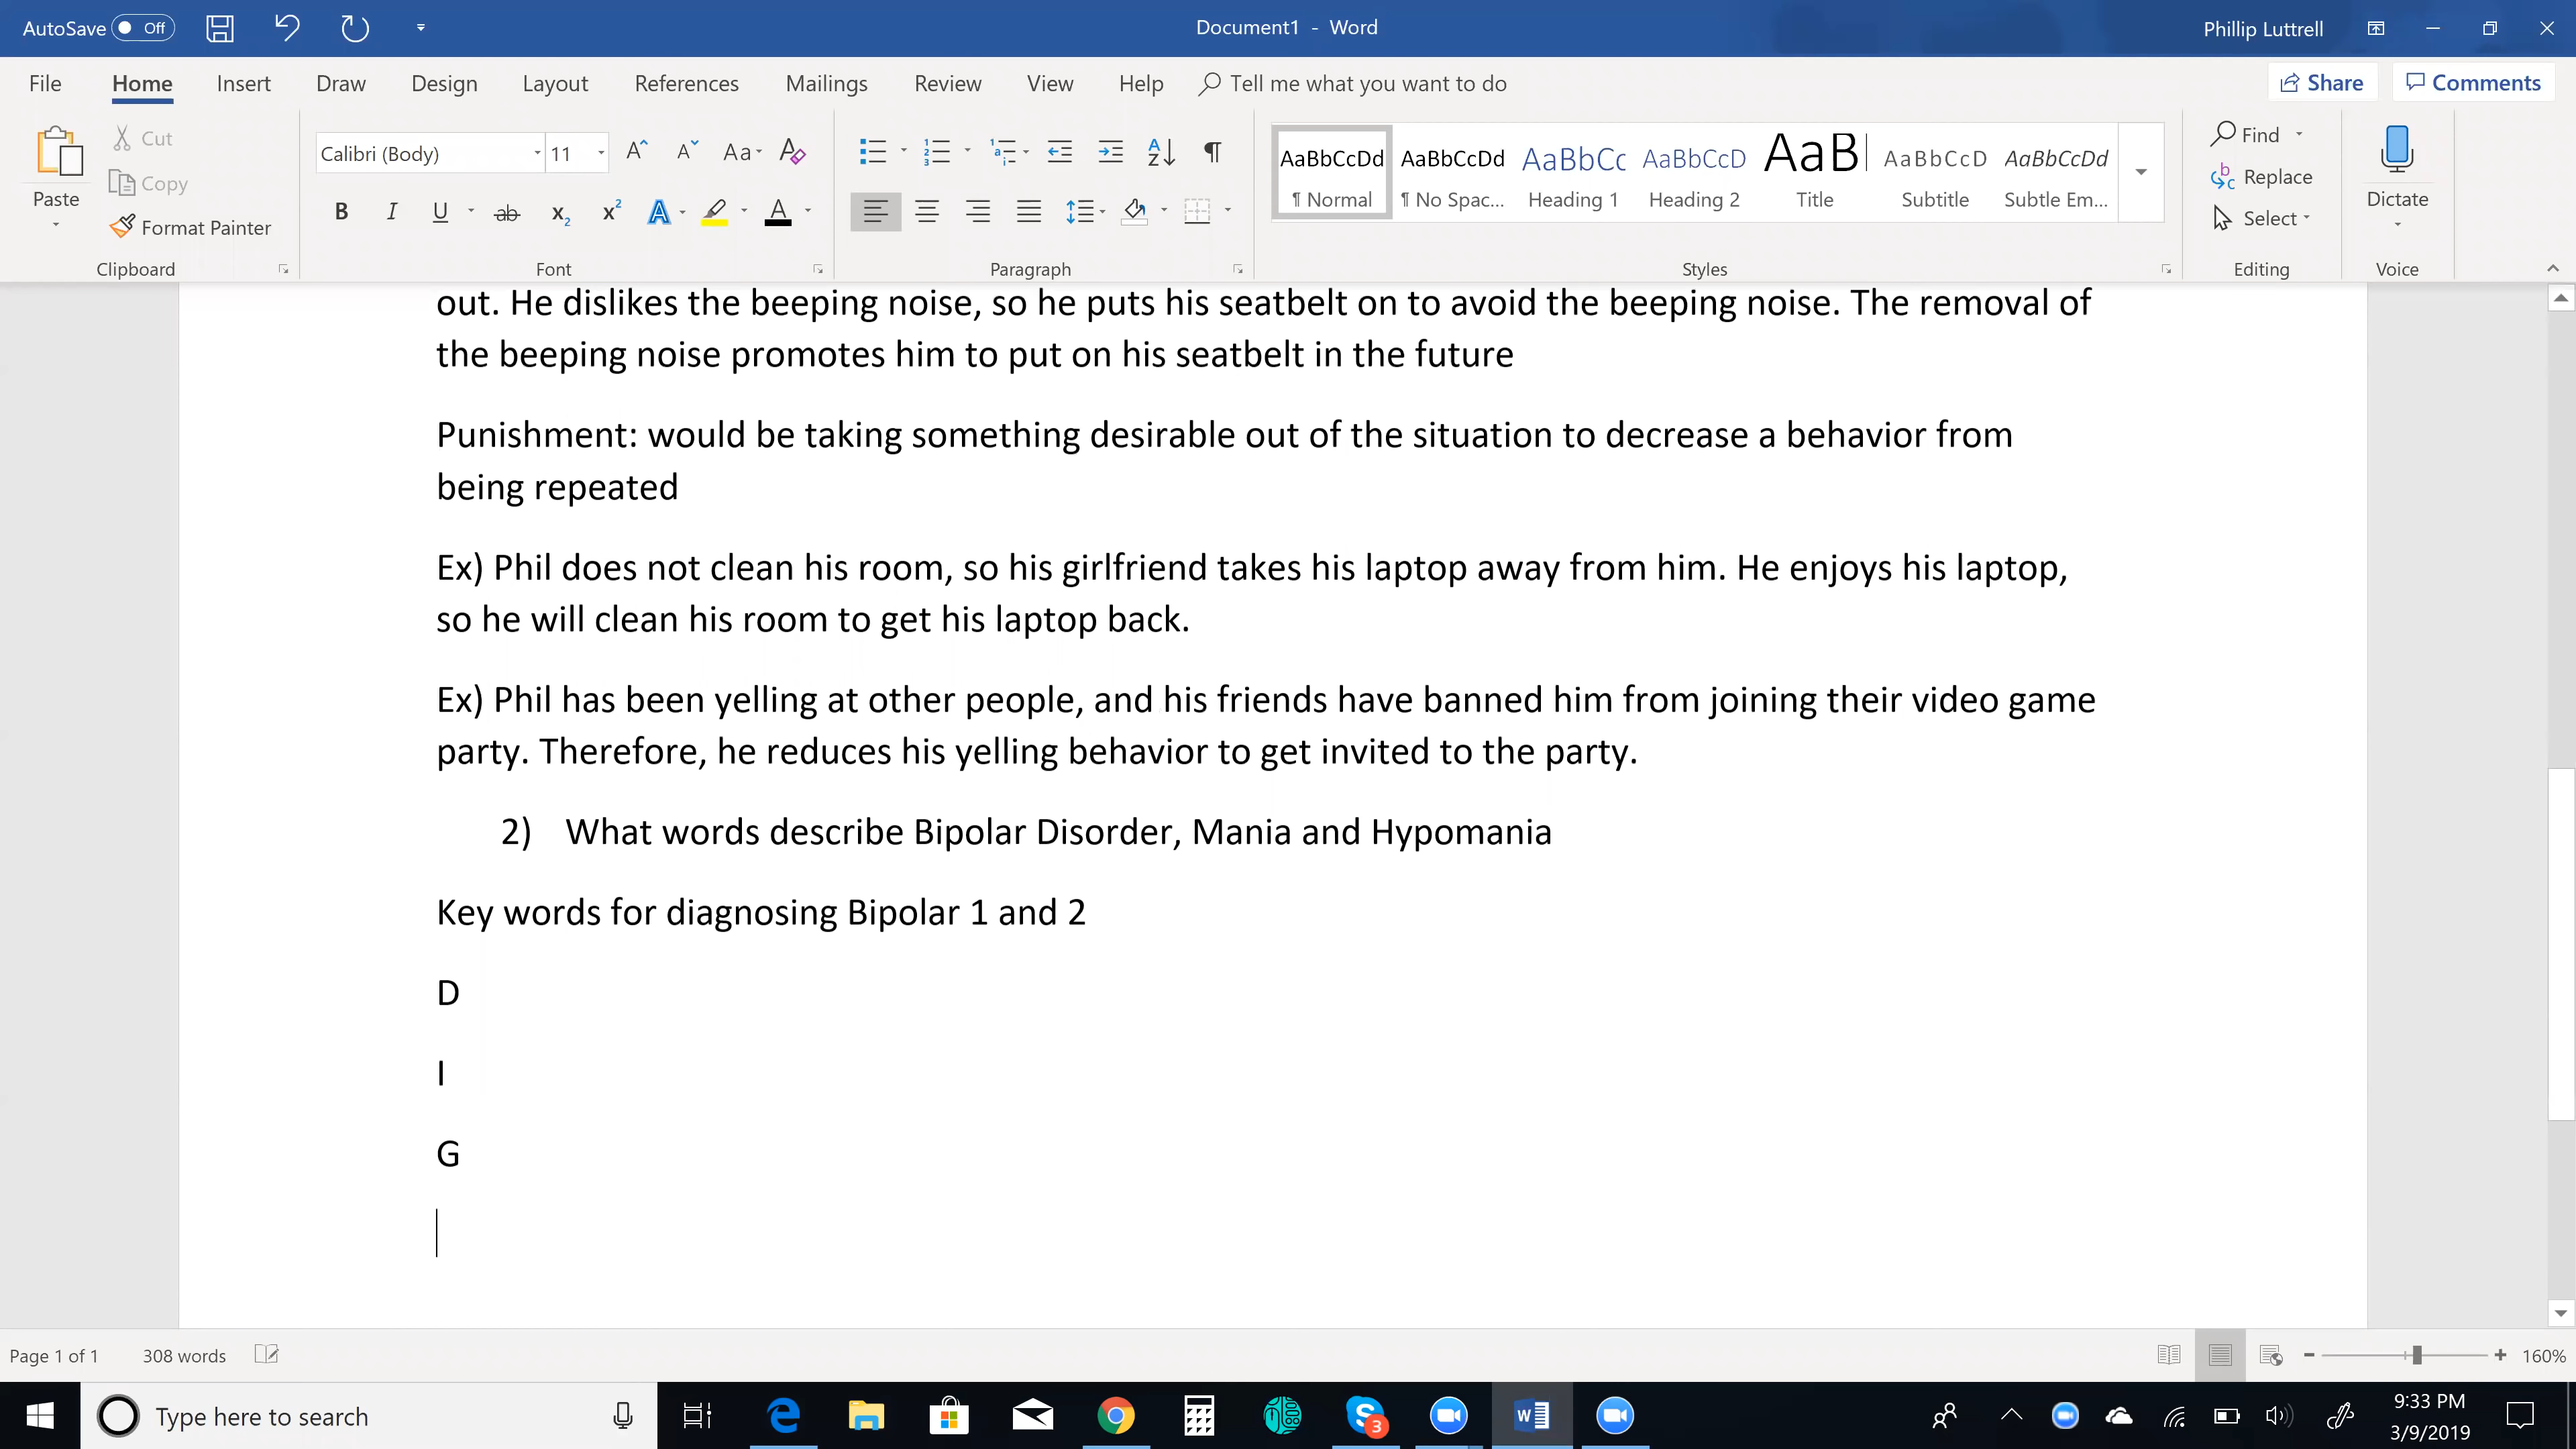 AutoSave Off
Document1 - Word
Phillip Luttrell
File Home Insert Draw Design Layout References Mailings Review View Help Tell me what you want to do
Share Comments
Paste
Cut
Copy
Format Painter
Clipboard
Calibri (Body) 11
Font
Paragraph
AaBbCcDd AaBbCcDd AaBbCc AaBbCcD AaB AaBbCcD AaBbCcDd
¶ Normal ¶ No Spac... Heading 1 Heading 2 Title Subtitle Subtle Em...
Styles
Find
Replace
Select
Editing
Dictate
Voice
out. He dislikes the beeping noise, so he puts his seatbelt on to avoid the beeping noise. The removal of
the beeping noise promotes him to put on his seatbelt in the future
Punishment: would be taking something desirable out of the situation to decrease a behavior from
being repeated
Ex) Phil does not clean his room, so his girlfriend takes his laptop away from him. He enjoys his laptop,
so he will clean his room to get his laptop back.
Ex) Phil has been yelling at other people, and his friends have banned him from joining their video game
party. Therefore, he reduces his yelling behavior to get invited to the party.
2) What words describe Bipolar Disorder, Mania and Hypomania
Key words for diagnosing Bipolar 1 and 2
D
I
G
Page 1 of 1 308 words
160%
Type here to search
3
9:33 PM
3/9/2019